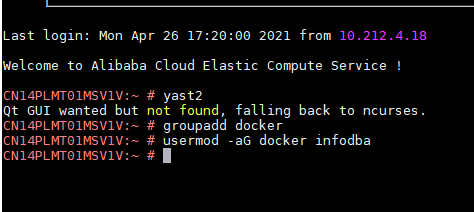 Last login: Mon Apr 26 17:20:00 2021 from 10.212.4.18
Welcome to Alibaba Cloud Elastic Compute Service !
CN14PLMT01MSV1V:~ # yast2
Qt GUI wanted but not found, falling back to ncurses.
CN14PLMT01MSV1V:~ # groupadd docker
CN14PLMT01MSV1V:~ # usermod -aG docker infodba
CN14PLMT01MSV1V:~ #